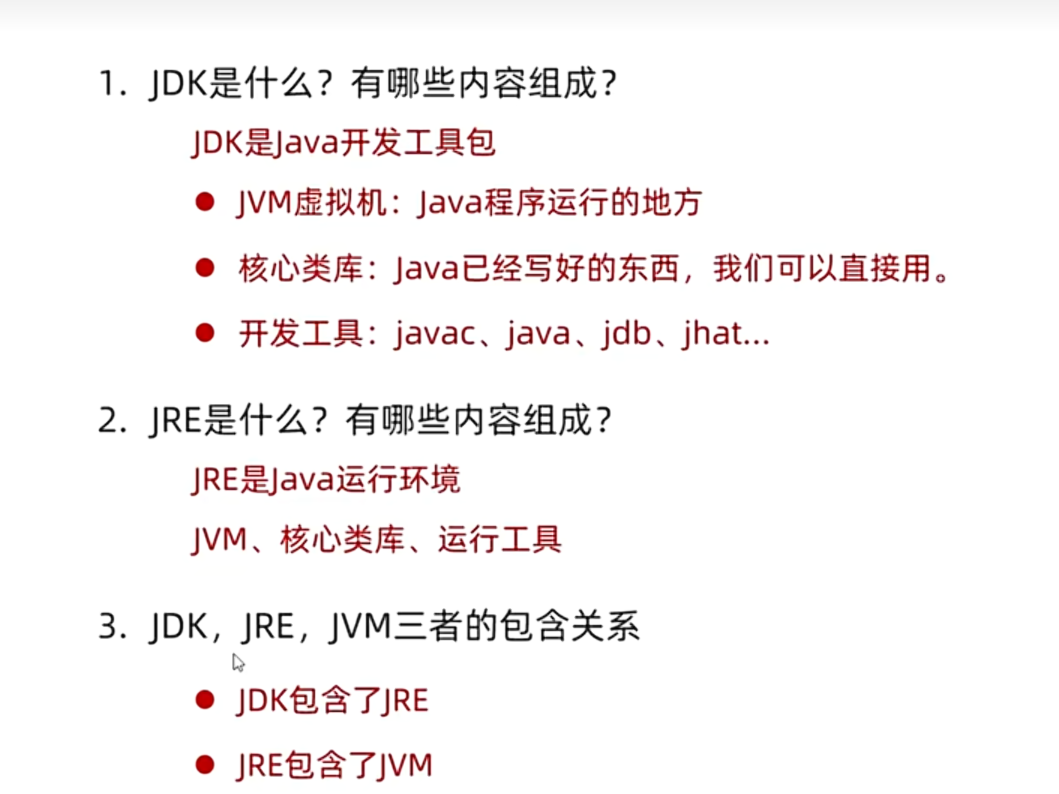 1. JDK是什么？有哪些内容组成？
JDK是Java开发工具包
● JVM虚拟机：Java程序运行的地方
● 核心类库：Java已经写好的东西，我们可以直接用。
● 开发工具：javac、java、jdb、jhat...
2. JRE是什么？有哪些内容组成？
JRE是Java运行环境
JVM、核心类库、运行工具
3. JDK，JRE，JVM三者的包含关系
● JDK包含了JRE
● JRE包含了JVM